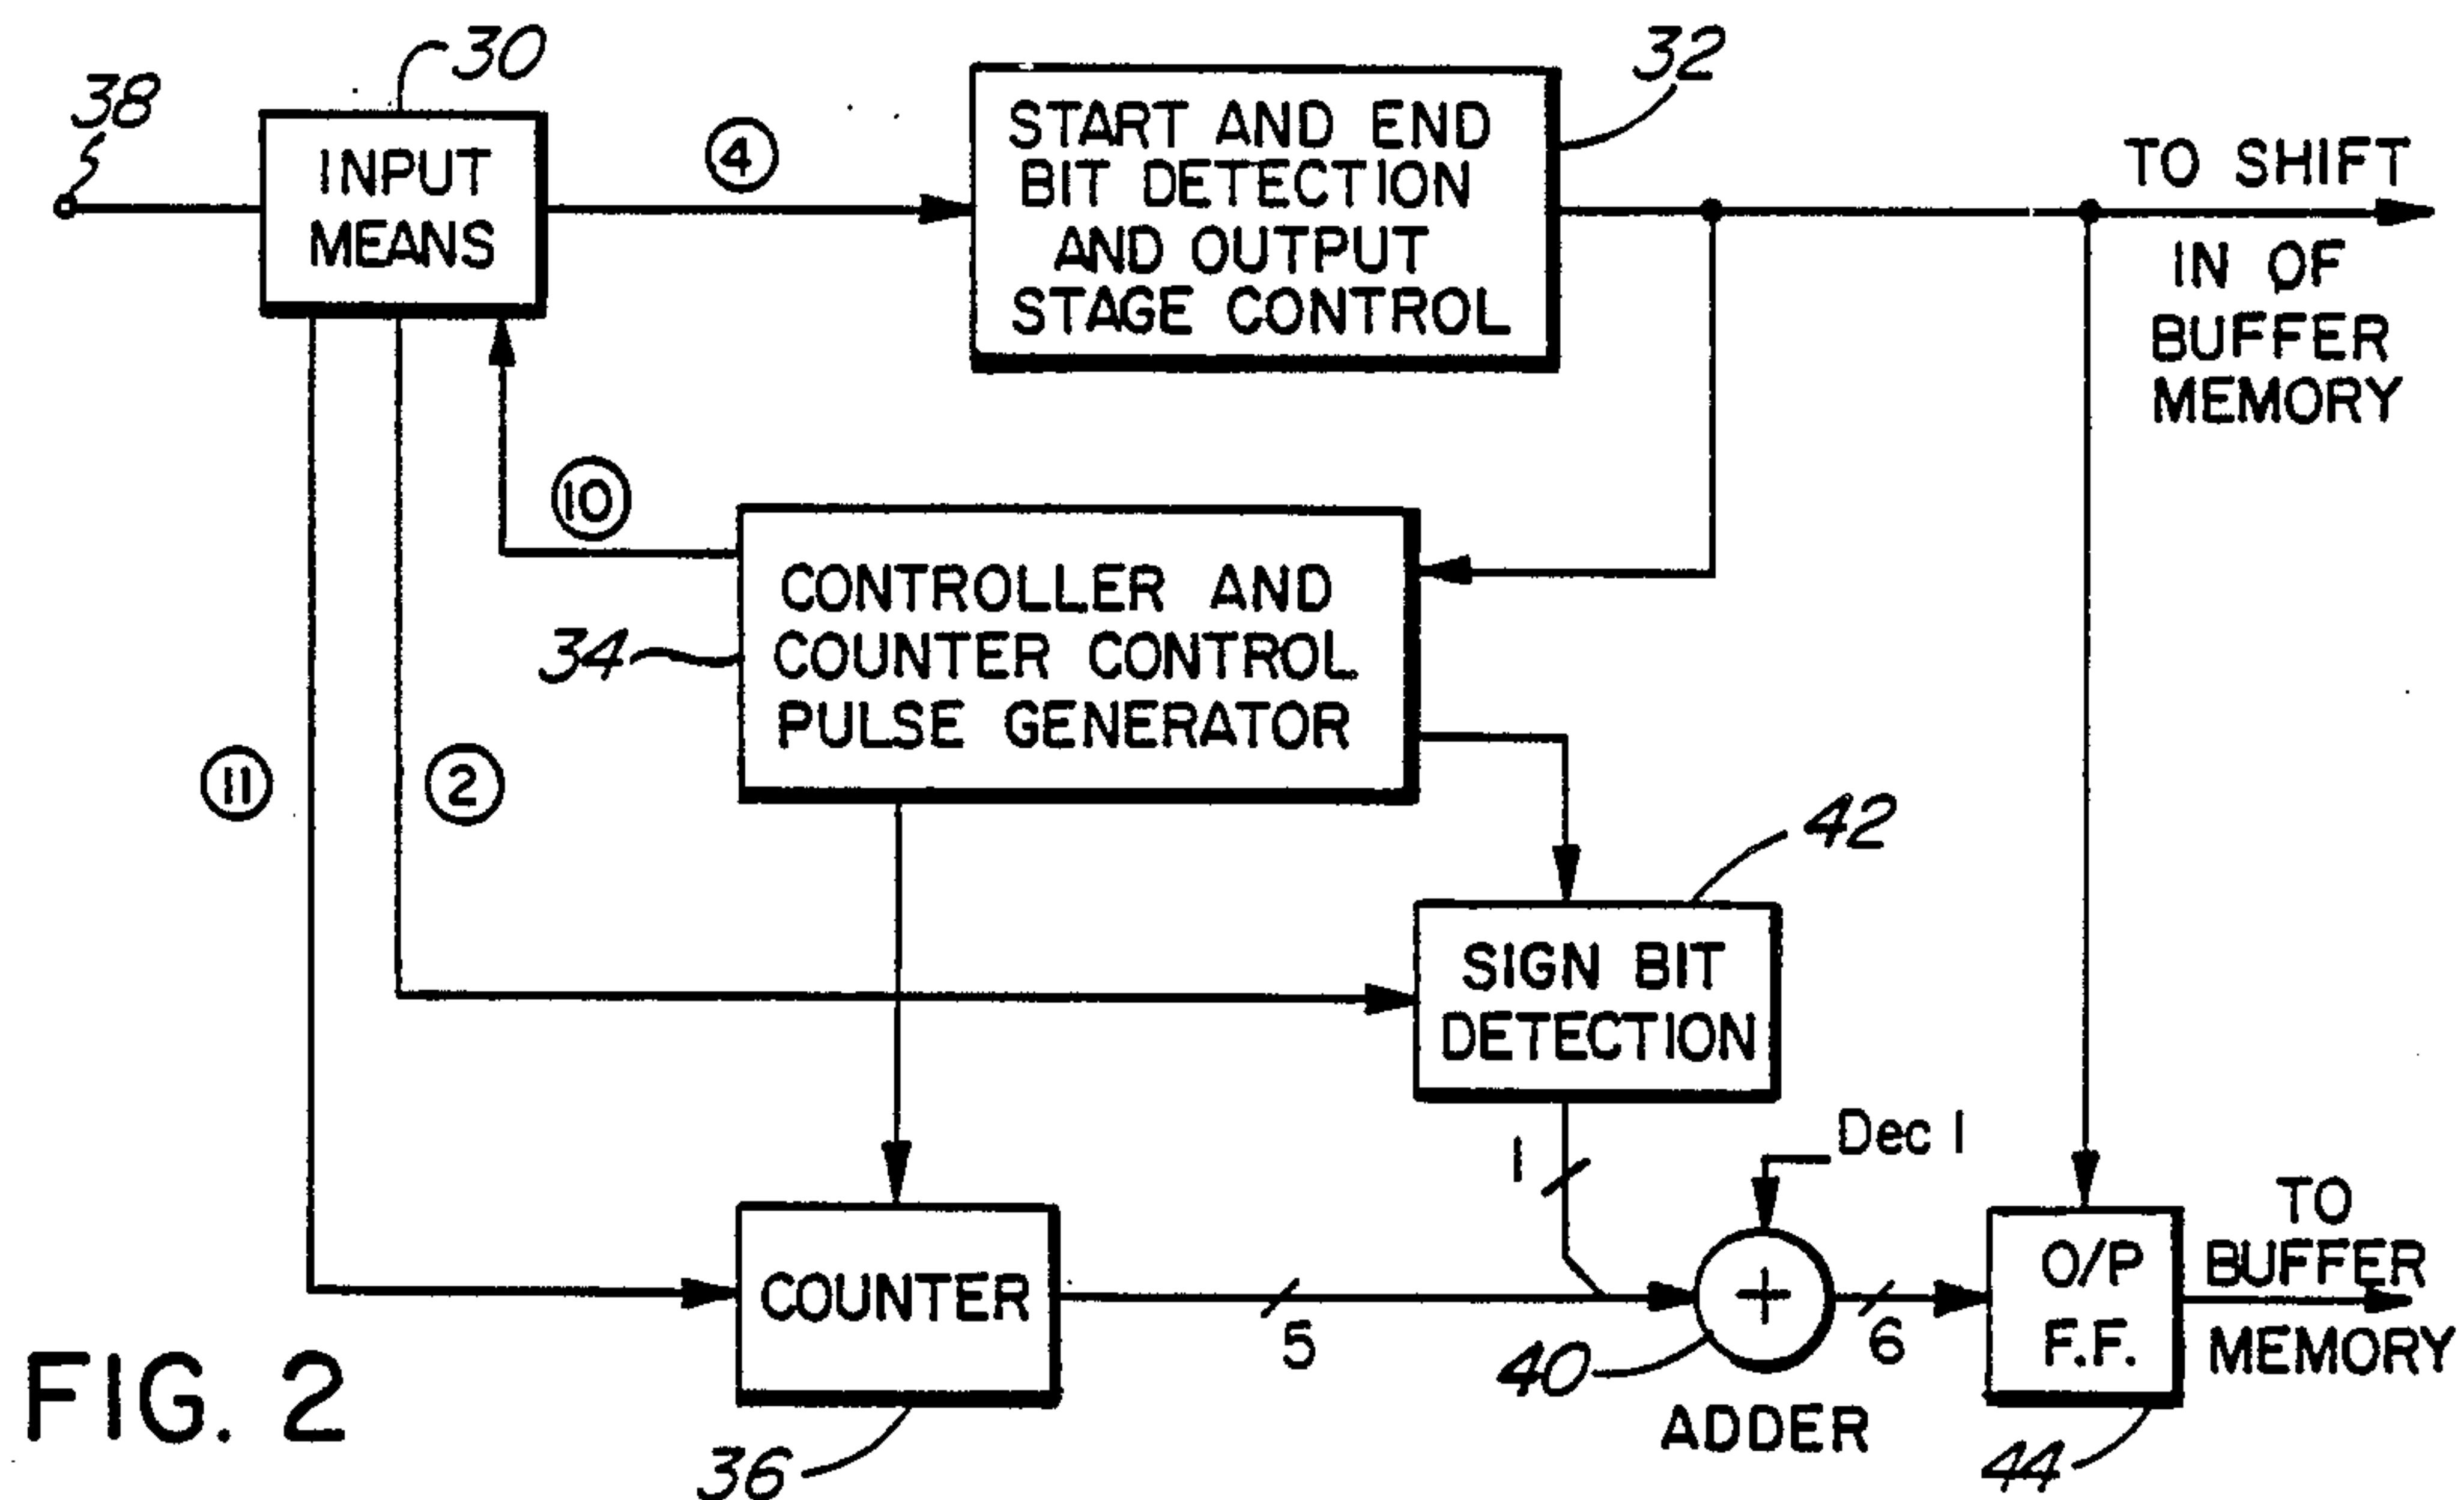 30
38
INPUT
MEANS
④
32
START AND END
BIT DETECTION
AND OUTPUT
STAGE CONTROL
TO SHIFT
IN OF
BUFFER
MEMORY
⑩
34
CONTROLLER AND
COUNTER CONTROL
PULSE GENERATOR
⑪
②
42
SIGN BIT
DETECTION
1
Dec 1
COUNTER
36
5
40
+
ADDER
6
O/P
F.F.
44
TO
BUFFER
MEMORY
FIG. 2